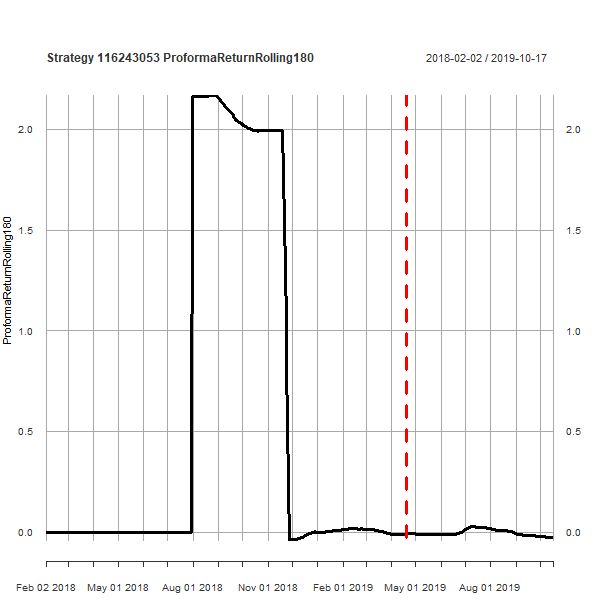 Strategy 116243053 ProformaReturnRolling180
2018-02-02 / 2019-10-17
2.0 2.0
1.5 1.5
1.0 1.0
0.5 0.5
0.0 0.0
ProformaReturnRolling180
Feb 02 2018 May 01 2018 Aug 01 2018 Nov 01 2018 Feb 01 2019 May 01 2019 Aug 01 2019